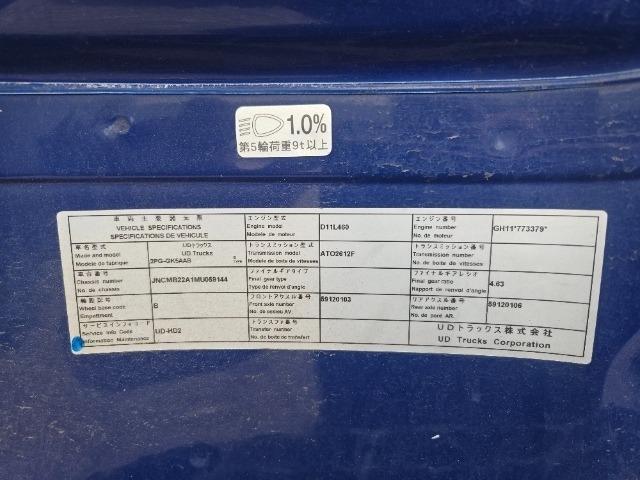 1.0%
第5輪荷重9t以上
車両主要諸元票
VEHICLE SPECIFICATIONS
SPECIFICATIONS DE VEHICULE
車名型式
Make and model
Modele de fabrique
UDトラックス
UD Trucks
2PG-GK5AAB
車台番号
Chassis number
No. de chassis
JNCMB22A1MU059144
軸距記号
Wheel base code
Empattement
B
サービスインフォコード
Service Info Code
Information Maintenance
UD-HD2
エンジン型式
Engine model
Modele de moteur
D11L460
トランスミッション型式
Transmission model
Modele de boite de vitesses
ATO2612F
ファイナルギアタイプ
Final gear type
Type de renvoi d'angle
フロントアクスル番号
Front axle number
No. de essieu AV.
59120103
トランスファ番号
Transfer number
No. de boite de transfert
エンジン番号
Engine number
No. de moteur
GH11*773379*
トランスミッション番号
Transmission number
No. de boite de vitesses
ファイナルギアレシオ
Final gear ratio
Rapport de renvoi d'angle
4.63
リアアクスル番号
Rear axle number
No. de pont AR.
59120106
UDトラックス株式会社
UD Trucks Corporation